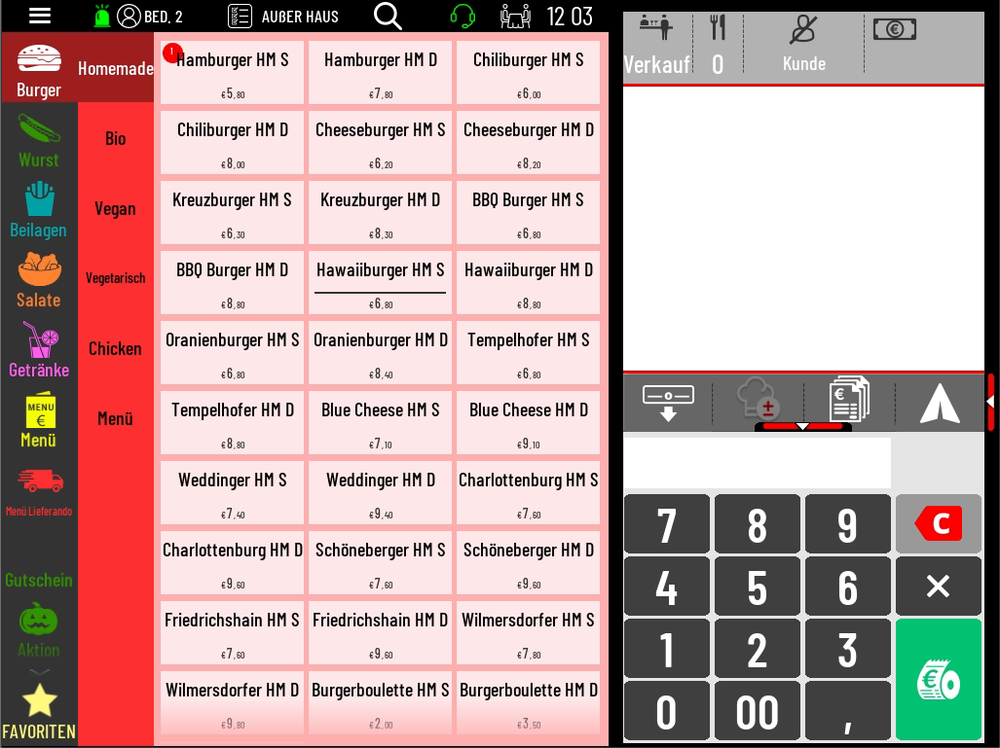 BED. 2
AUßER HAUS
12 03
Burger
Wurst
Beilagen
Salate
Getränke
MENU
€
Menü
Menü Lieferando
Gutschein
Aktion
FAVORITEN
Homemade
Bio
Vegan
Vegetarisch
Chicken
Menü
1
Hamburger HM S
€5,80
Hamburger HM D
€7,80
Chiliburger HM S
€6,00
Chiliburger HM D
€8,00
Cheeseburger HM S
€6,20
Cheeseburger HM D
€8,20
Kreuzburger HM S
€6,30
Kreuzburger HM D
€8,30
BBQ Burger HM S
€6,80
BBQ Burger HM D
€8,80
Hawaiiburger HM S
€6,80
Hawaiiburger HM D
€8,80
Oranienburger HM S
€6,80
Oranienburger HM D
€8,40
Tempelhofer HM S
€6,80
Tempelhofer HM D
€8,80
Blue Cheese HM S
€7,10
Blue Cheese HM D
€9,10
Weddinger HM S
€7,40
Weddinger HM D
€9,40
Charlottenburg HM S
€7,60
Charlottenburg HM D
€9,60
Schöneberger HM S
€7,60
Schöneberger HM D
€9,60
Friedrichshain HM S
€7,60
Friedrichshain HM D
€9,60
Wilmersdorfer HM S
€7,80
Wilmersdorfer HM D
€9,80
Burgerboulette HM S
€2,00
Burgerboulette HM D
€3,50
Verkauf
0
Kunde
€
€
7 8 9 C
4 5 6 ×
1 2 3 €
0 00 ,